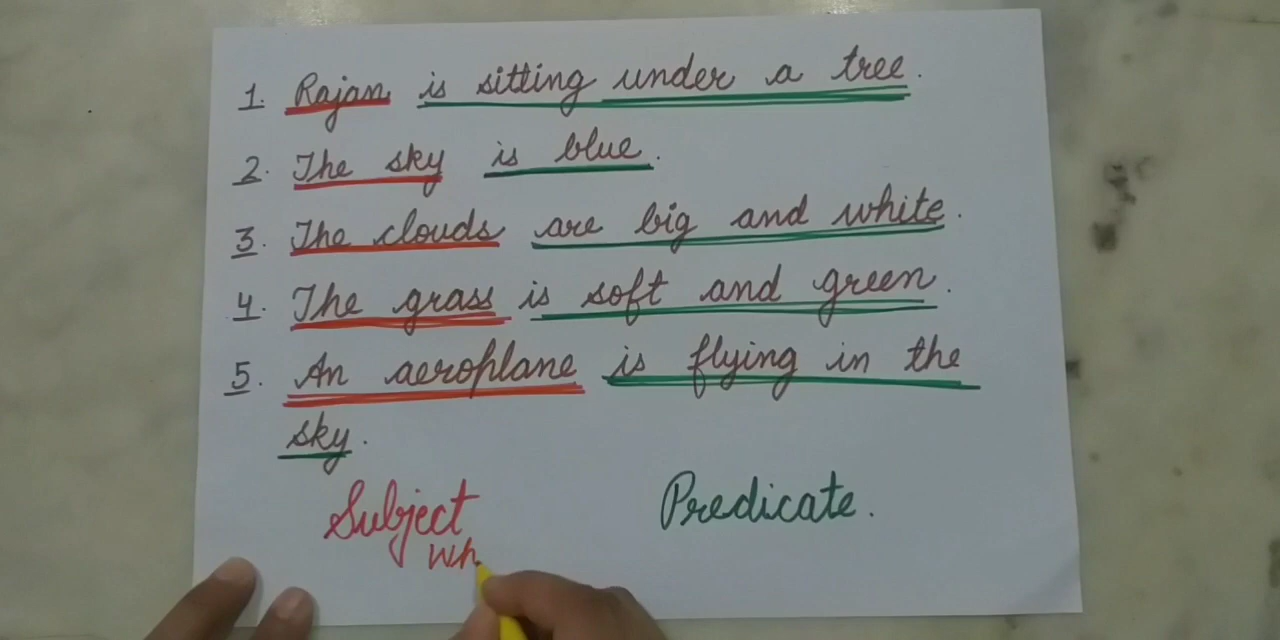 1. Rajan is sitting under a tree.
2. The sky is blue.
3. The clouds are big and white.
4. The grass is soft and green.
5. An aeroplane is flying in the
sky.
Subject Predicate.
Wh